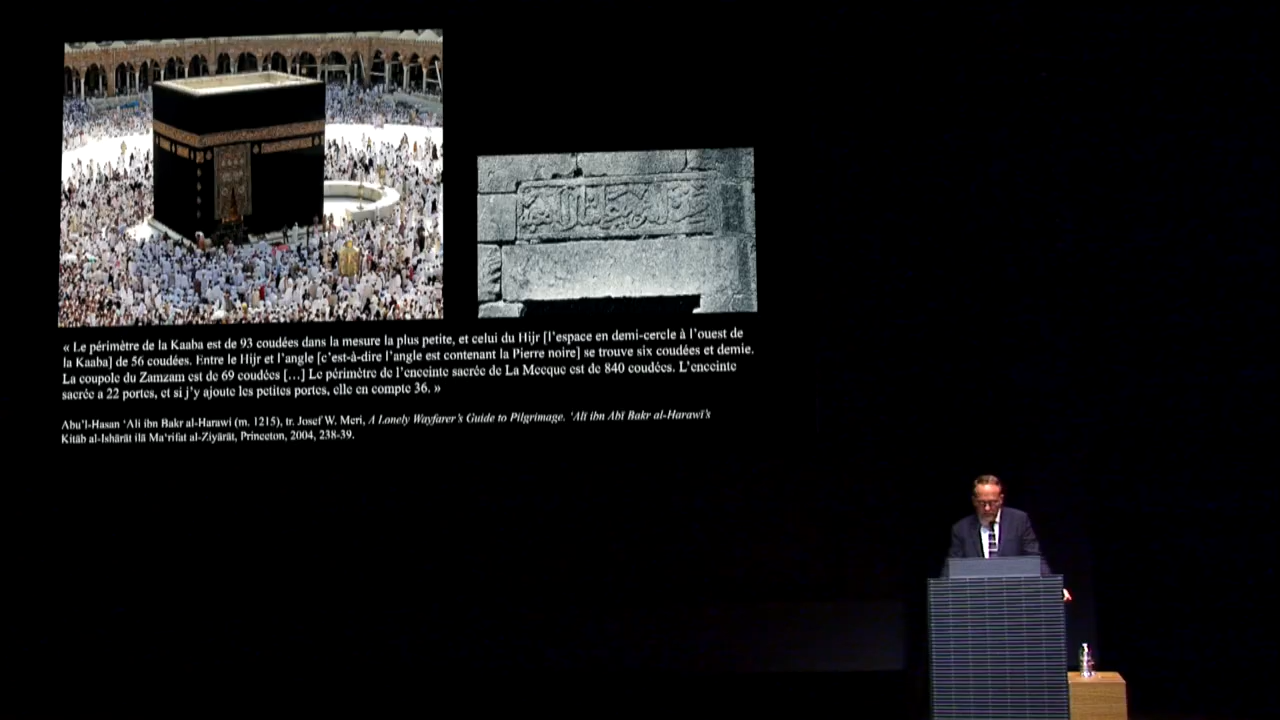 « Le périmètre de la Kaaba est de 93 coudées dans la mesure la plus petite, et celui du Hijr [l’espace en demi-cercle à l’ouest de
la Kaaba] de 56 coudées. Entre le Hijr et l’angle [c’est-à-dire l’angle est contenant la Pierre noire] se trouve six coudées et demie.
La coupole du Zamzam est de 69 coudées […] Le périmètre de l’enceinte sacrée de La Mecque est de 840 coudées. L’enceinte
sacrée a 22 portes, et si j’y ajoute les petites portes, elle en compte 36. »
Abu’l-Hasan ‘Ali ibn Bakr al-Harawi (m. 1215), tr. Josef W. Meri, A Lonely Wayfarer’s Guide to Pilgrimage. ‘Alī ibn Abī Bakr al-Harawī’s
Kitāb al-Ishārāt ilā Ma‘rifat al-Ziyārāt, Princeton, 2004, 238-39.